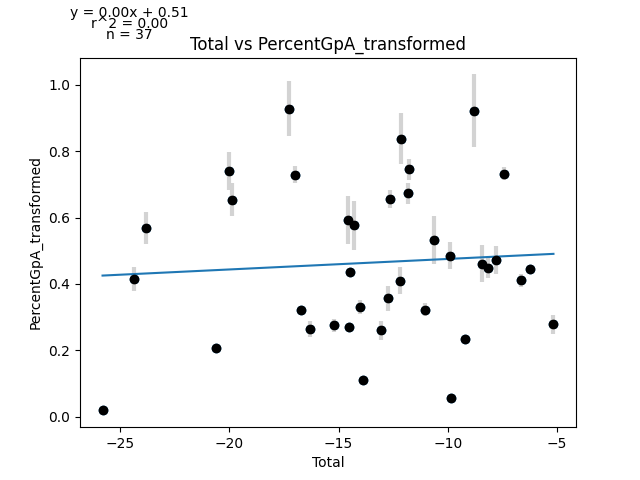 y = 0.00x + 0.51
r^2 = 0.00
n = 37
Total vs PercentGpA_transformed
1.0
0.8
0.6
0.4
0.2
0.0
PercentGpA_transformed
−25
−20
−15
−10
−5
Total